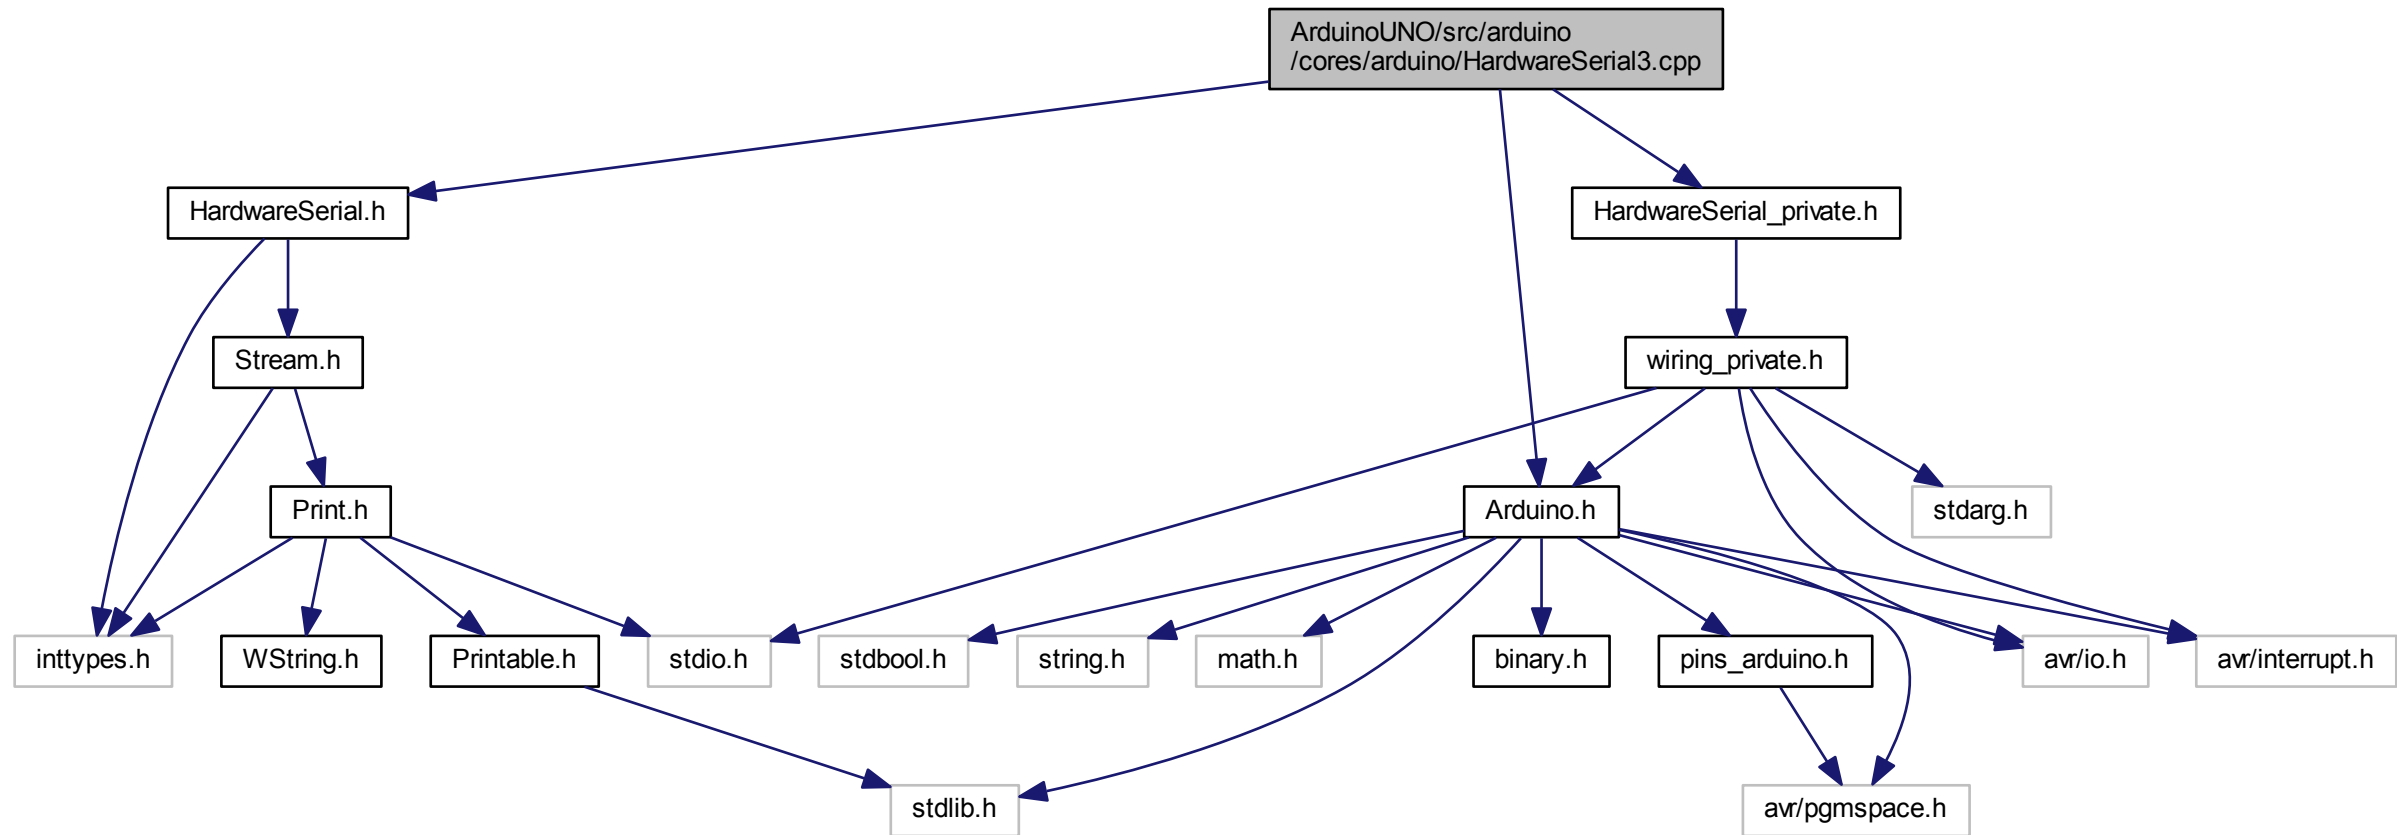 ArduinoUNO/src/arduino
/cores/arduino/HardwareSerial3.cpp
HardwareSerial.h
HardwareSerial_private.h
Stream.h
wiring_private.h
Print.h
Arduino.h
stdarg.h
inttypes.h
WString.h
Printable.h
stdio.h
stdbool.h
string.h
math.h
binary.h
pins_arduino.h
avr/io.h
avr/interrupt.h
stdlib.h
avr/pgmspace.h